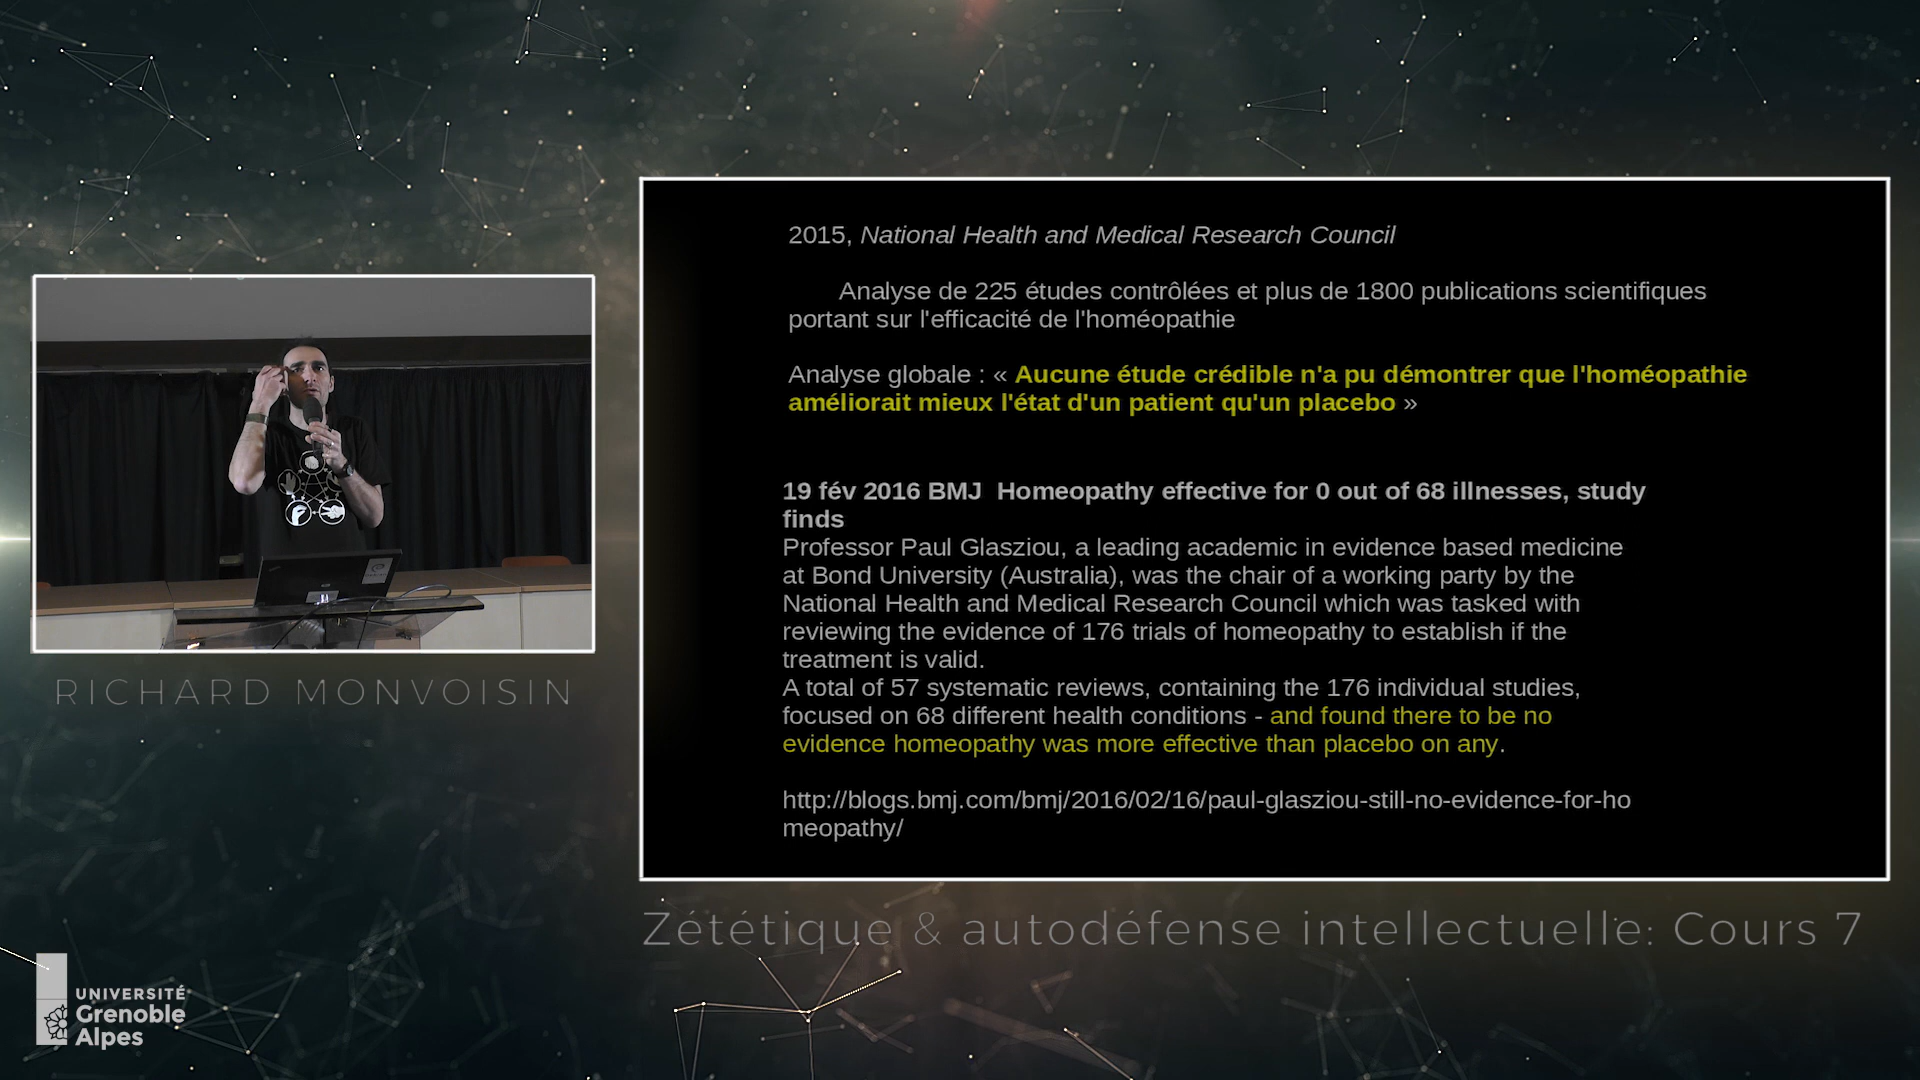 2015, National Health and Medical Research Council
Analyse de 225 études contrôlées et plus de 1800 publications scientifiques
portant sur l'efficacité de l'homéopathie
Analyse globale : « Aucune étude crédible n'a pu démontrer que l'homéopathie
améliorait mieux l'état d'un patient qu'un placebo »
19 fév 2016 BMJ  Homeopathy effective for 0 out of 68 illnesses, study
finds
Professor Paul Glasziou, a leading academic in evidence based medicine
at Bond University (Australia), was the chair of a working party by the
National Health and Medical Research Council which was tasked with
reviewing the evidence of 176 trials of homeopathy to establish if the
treatment is valid.
A total of 57 systematic reviews, containing the 176 individual studies,
focused on 68 different health conditions - and found there to be no
evidence homeopathy was more effective than placebo on any.
http://blogs.bmj.com/bmj/2016/02/16/paul-glasziou-still-no-evidence-for-ho
meopathy/
RICHARD MONVOISIN
Zététique & autodéfense intellectuelle: Cours 7
UNIVERSITÉ
Grenoble
Alpes